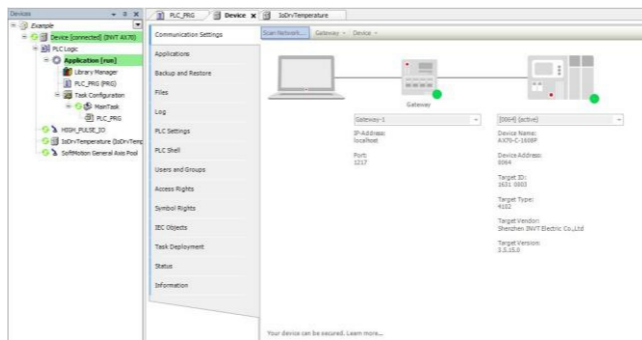 Devices
Example
Device [connected] (INVT AX70)
PLC Logic
Application [run]
Library Manager
PLC_PRG (PRG)
Task Configuration
MainTask
PLC_PRG
HIGH_PULSE_IO
IoDrvTemperature (IoDrvTemp
SoftMotion General Axis Pool
PLC_PRG
Device
IoDrvTemperature
Communication Settings
Applications
Backup and Restore
Files
Log
PLC Settings
PLC Shell
Users and Groups
Access Rights
Symbol Rights
IEC Objects
Task Deployment
Status
Information
Scan Network...
Gateway
Device
Gateway
Gateway-1
IP-Address:
localhost
Port:
1217
[0064] (active)
Device Name:
AX70-C-1608P
Device Address:
0064
Target ID:
1631 0002
Target Type:
4102
Target Vendor:
Shenzhen INVT Electric Co.,Ltd
Target Version:
3.5.15.0
Your device can be secured. Learn more...